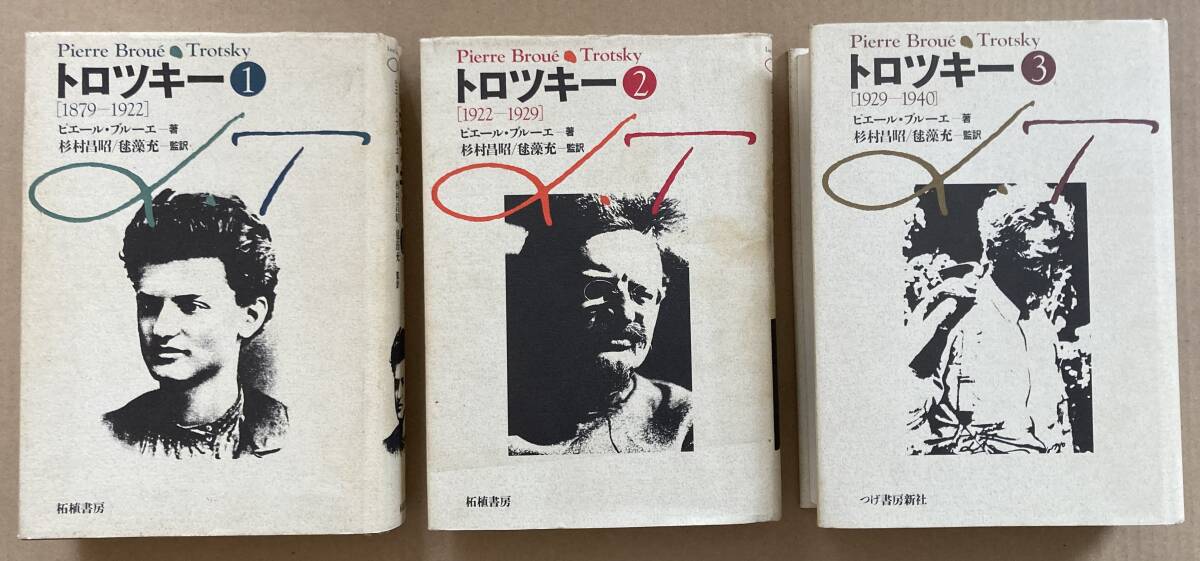 Pierre Broué Trotsky
トロツキー 1
[1879—1922]
ピエール・ブルーエ—著
杉村昌昭/毬藻充—監訳
柘植書房
Pierre Broué Trotsky
トロツキー 2
[1922—1929]
ピエール・ブルーエ—著
杉村昌昭/毬藻充—監訳
柘植書房
Pierre Broué Trotsky
トロツキー 3
[1929—1940]
ピエール・ブルーエ—著
杉村昌昭/毬藻充—監訳
つげ書房新社